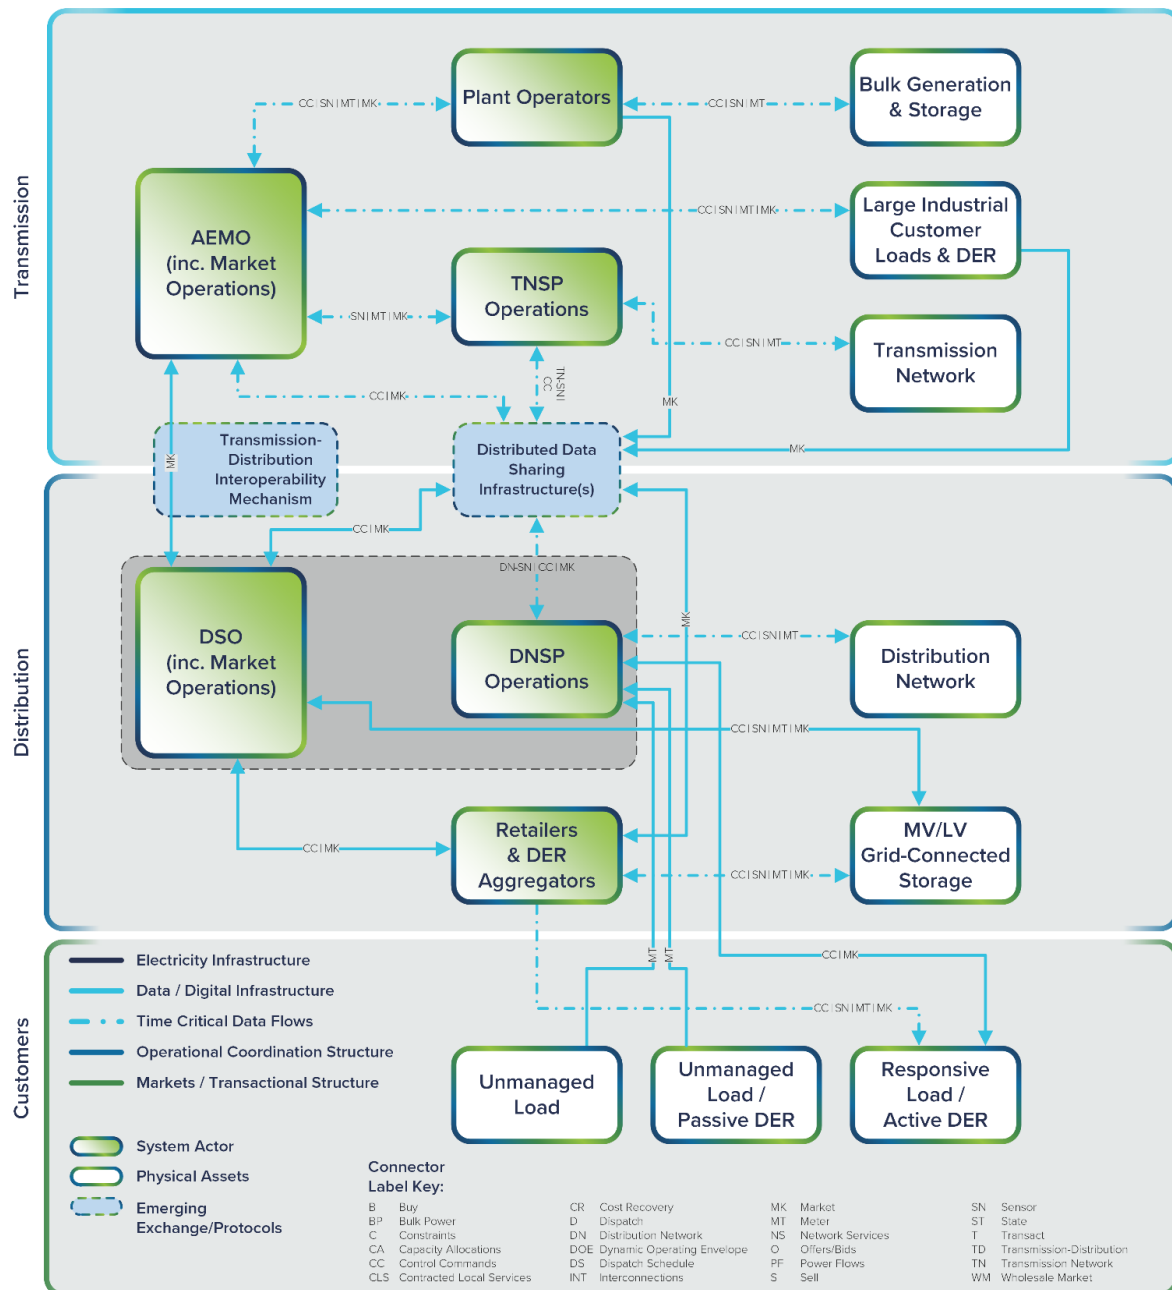 Transmission
Plant Operators
CC | SN | MT | MK
CC | SN | MT
Bulk Generation
& Storage
AEMO
(inc. Market
Operations)
CC | SN | MT | MK
Large Industrial
Customer
Loads & DER
TNSP
Operations
SN | MT | MK
CC | SN | MT
Transmission
Network
TN-SN |
CC
CC | MK
MK
MK
MK
Transmission-
Distribution
Interoperability
Mechanism
Distributed Data
Sharing
Infrastructure(s)
Distribution
CC | MK
DN-SN | CC | MK
MK
DSO
(inc. Market
Operations)
DNSP
Operations
CC | SN | MT
Distribution
Network
CC | SN | MT | MK
CC | MK
Retailers
& DER
Aggregators
CC | SN | MT | MK
MV/LV
Grid-Connected
Storage
Customers
MT
MT
CC | MK
CC | SN | MT | MK
Electricity Infrastructure
Data / Digital Infrastructure
Time Critical Data Flows
Operational Coordination Structure
Markets / Transactional Structure
Unmanaged
Load
Unmanaged
Load /
Passive DER
Responsive
Load /
Active DER
System Actor
Physical Assets
Emerging
Exchange/Protocols
Connector
Label Key:
B Buy
BP Bulk Power
C Constraints
CA Capacity Allocations
CC Control Commands
CLS Contracted Local Services
CR Cost Recovery
D Dispatch
DN Distribution Network
DOE Dynamic Operating Envelope
DS Dispatch Schedule
INT Interconnections
MK Market
MT Meter
NS Network Services
O Offers/Bids
PF Power Flows
S Sell
SN Sensor
ST State
T Transact
TD Transmission-Distribution
TN Transmission Network
WM Wholesale Market